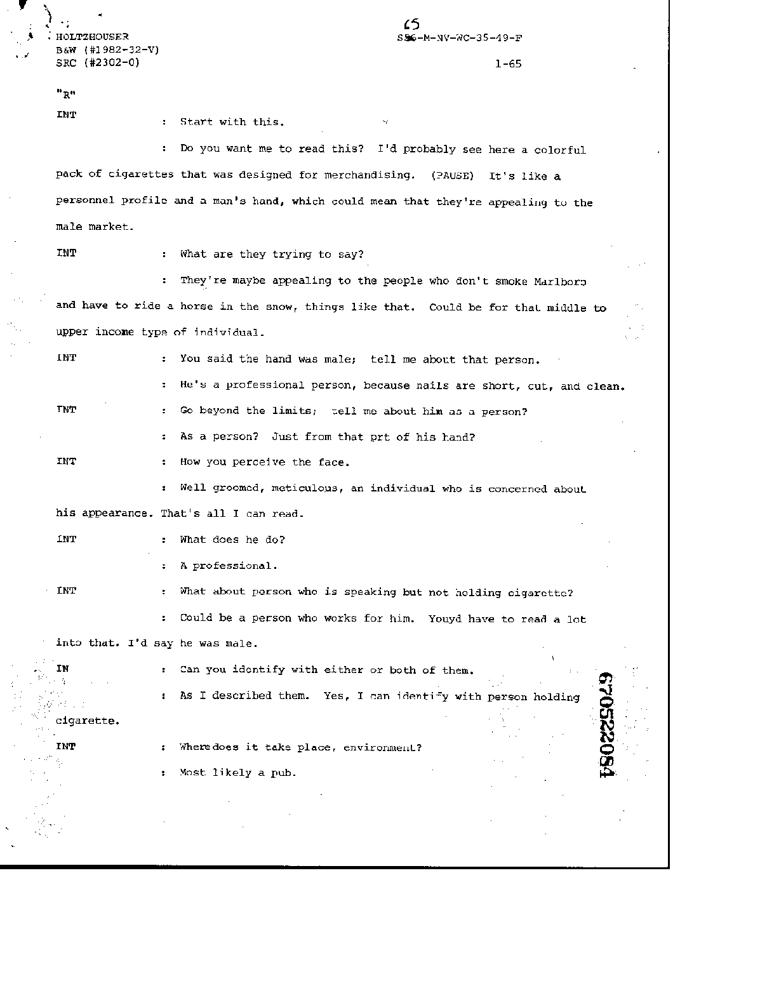 65
HOLTZHOUSER
S$6-M-NV-WC-35-49-F
B&W (#1982-32-V)
SRC (#2302-0)
1-65
"R"
INT : Start with this.
: Do you want me to read this? I'd probably see here a colorful
pack of cigarettes that was designed for merchandising. (PAUSE) It's like a
personnel profile and a man's hand, which could mean that they're appealing to the
male market.
INT : What are they trying to say?
: They're maybe appealing to the people who don't smoke Marlboro
and have to ride a horse in the snow, things like that. Could be for that middle to
upper income type of individual.
INT : You said the hand was male; tell me about that person.
: He's a professional person, because nails are short, cut, and clean.
INT : Go beyond the limits; tell me about him as a person?
: As a person? Just from that prt of his hand?
INT : How you perceive the face.
: Well groomed, meticulous, an individual who is concerned about
his appearance. That's all I can read.
INT : What does he do?
: A professional.
INT : What about person who is speaking but not holding cigarette?
: Could be a person who works for him. Youyd have to read a lot
into that. I'd say he was male.
IN : Can you identify with either or both of them.
: As I described them. Yes, I can identify with person holding
cigarette.
INT : Wheredoes it take place, environment?
: Most likely a pub.
670522084